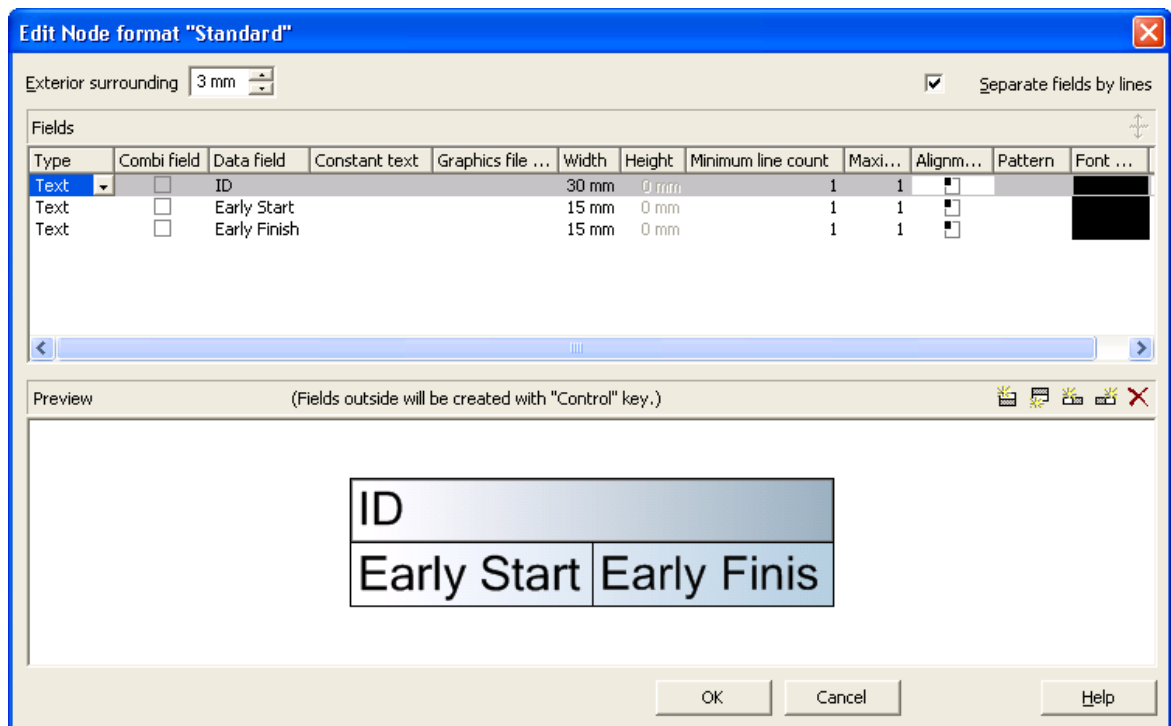 Edit Node format "Standard"
Exterior surrounding 3 mm Separate fields by lines
Fields
Type Combi field Data field Constant text Graphics file ... Width Height Minimum line count Maxi... Alignm... Pattern Font ...
Text ID 30 mm 0 mm 1 1
Text Early Start 15 mm 0 mm 1 1
Text Early Finish 15 mm 0 mm 1 1
Preview (Fields outside will be created with "Control" key.)
ID
Early Start Early Finis
OK Cancel Help